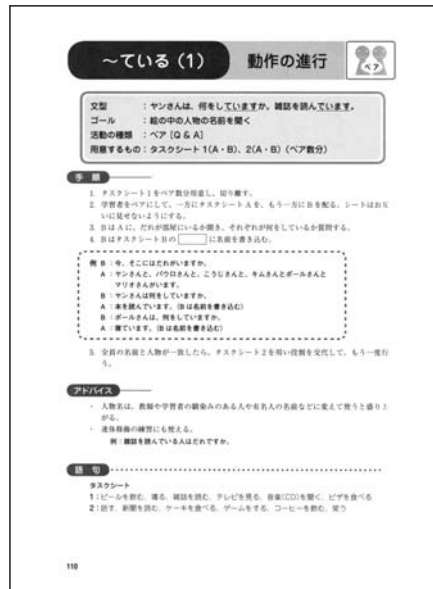 ～ている（1） 動作の進行
ペア
文型 ：ヤンさんは、何をしていますか。雑誌を読んでいます。
ゴール ：絵の中の人物の名前を聞く
活動の種類 ：ペア［Q & A］
用意するもの：タスクシート1（A・B）、2（A・B）（ペア数分）
手順
1. タスクシート1をペア数分用意し、切り離す。
2. 学習者をペアにして、一方にタスクシートAを、もう一方にBを配る。シートはお互
いに見せないようにする。
3. BはAに、だれが部屋にいるか聞き、それぞれが何をしているか質問する。
4. BはタスクシートBの に名前を書き込む。
例 B：今、そこにはだれがいますか。
A：ヤンさんと、パウロさんと、こうじさんと、キムさんとポールさんと
マリオさんがいます。
B：ヤンさんは何をしていますか。
A：本を読んでいます。（Bは名前を書き込む）
B：ポールさんは、何をしていますか。
A：寝ています。（Bは名前を書き込む）
5. 全員の名前と人物が一致したら、タスクシート2を用い役割を交代して、もう一度行
う。
アドバイス
・ 人物名は、教師や学習者の馴染みのある人や有名人の名前などに変えて使うと盛り上
がる。
・ 連体修飾の練習にも使える。
例：雑誌を読んでいる人はだれですか。
語句
タスクシート
1：ビールを飲む、寝る、雑誌を読む、テレビを見る、音楽（CD）を聞く、ピザを食べる
2：話す、新聞を読む、ケーキを食べる、ゲームをする、コーヒーを飲む、笑う
110